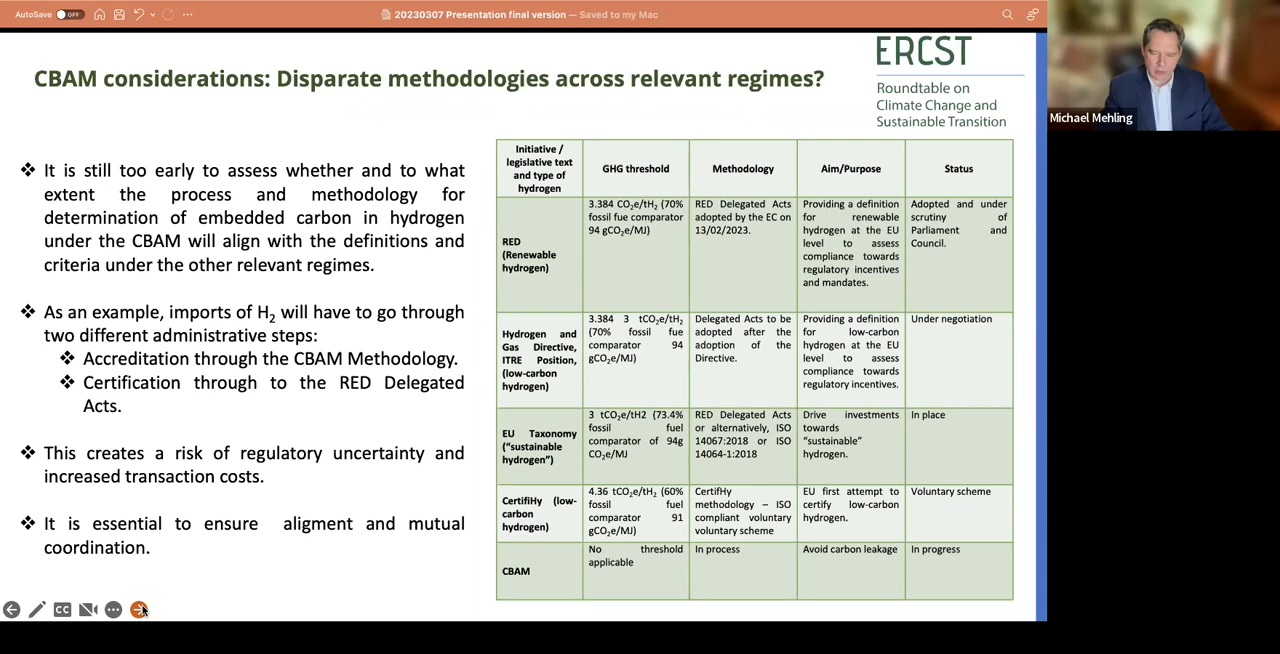 AutoSave OFF
20230307 Presentation final version — Saved to my Mac
CBAM considerations: Disparate methodologies across relevant regimes?
ERCST
Roundtable on
Climate Change and
Sustainable Transition
Michael Mehling
❖ It is still too early to assess whether and to what
extent the process and methodology for
determination of embedded carbon in hydrogen
under the CBAM will align with the definitions and
criteria under the other relevant regimes.
❖ As an example, imports of H₂ will have to go through
two different administrative steps:
❖ Accreditation through the CBAM Methodology.
❖ Certification through to the RED Delegated
Acts.
❖ This creates a risk of regulatory uncertainty and
increased transaction costs.
❖ It is essential to ensure aligment and mutual
coordination.
Initiative /
legislative text
and type of
hydrogen
GHG threshold
Methodology
Aim/Purpose
Status
RED
(Renewable
hydrogen)
3.384 CO₂e/tH₂ (70%
fossil fue comparator
94 gCO₂e/MJ)
RED Delegated Acts
adopted by the EC on
13/02/2023.
Providing a definition
for renewable
hydrogen at the EU
level to assess
compliance towards
regulatory incentives
and mandates.
Adopted and under
scrutiny of
Parliament and
Council.
Hydrogen and
Gas Directive,
ITRE Position,
(low-carbon
hydrogen)
3.384 3 tCO₂e/tH₂
(70% fossil fue
comparator 94
gCO₂e/MJ)
Delegated Acts to be
adopted after the
adoption of the
Directive.
Providing a definition
for low-carbon
hydrogen at the EU
level to assess
compliance towards
regulatory incentives.
Under negotiation
EU Taxonomy
(“sustainable
hydrogen”)
3 tCO₂e/tH2 (73.4%
fossil fuel
comparator of 94g
CO₂e/MJ
RED Delegated Acts
or alternatively, ISO
14067:2018 or ISO
14064-1:2018
Drive investments
towards
“sustainable”
hydrogen.
In place
CertifiHy (low-
carbon
hydrogen)
4.36 tCO₂e/tH₂ (60%
fossil fuel
comparator 91
gCO₂e/MJ)
CertifHy
methodology – ISO
compliant voluntary
voluntary scheme
EU first attempt to
certify low-carbon
hydrogen.
Voluntary scheme
CBAM
No threshold
applicable
In process
Avoid carbon leakage
In progress
CC